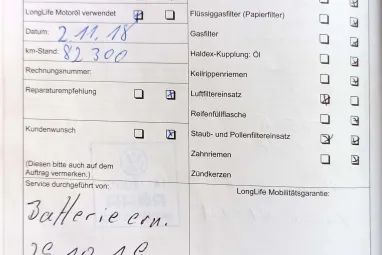 LongLife Motoröl verwendet
Datum: 2.11.18
km-Stand: 82 300
Rechnungsnummer:
Reparaturempfehlung
Kundenwunsch
(Diesen bitte auch auf dem
Auftrag vermerken.)
Service durchgeführt von:
Batterie ern.
Flüssiggasfilter (Papierfilter)
Gasfilter
Haldex-Kupplung: Öl
Keilrippenriemen
Luftfiltereinsatz
Reifenfüllflasche
Staub- und Pollenfiltereinsatz
Zahnriemen
Zündkerzen
LongLife Mobilitätsgarantie: